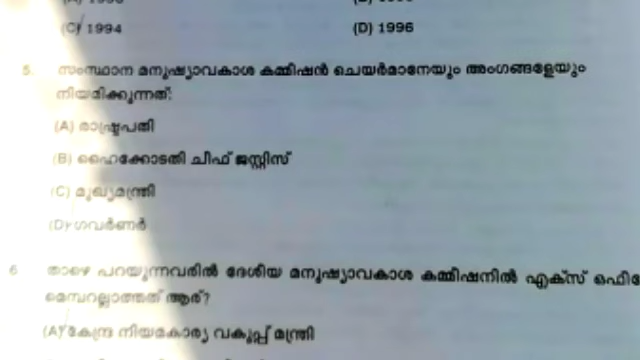 (C) 1994
(D) 1996
5. സംസ്ഥാന മനുഷ്യാവകാശ കമ്മിഷൻ ചെയർമാനേയും അംഗങ്ങളേയും
നിയമിക്കുന്നത്:
(A) രാഷ്ട്രപതി
(B) ഹൈക്കോടതി ചീഫ് ജസ്റ്റിസ്
(C) മുഖ്യമന്ത്രി
(D) ഗവർണർ
6 താഴെ പറയുന്നവരിൽ ദേശീയ മനുഷ്യാവകാശ കമ്മീഷനിൽ എക്സ്
മെമ്പറല്ലാത്തത് ആര്?
(A) കേന്ദ്ര നിയമകാര്യ വകുപ്പ് മന്ത്രി